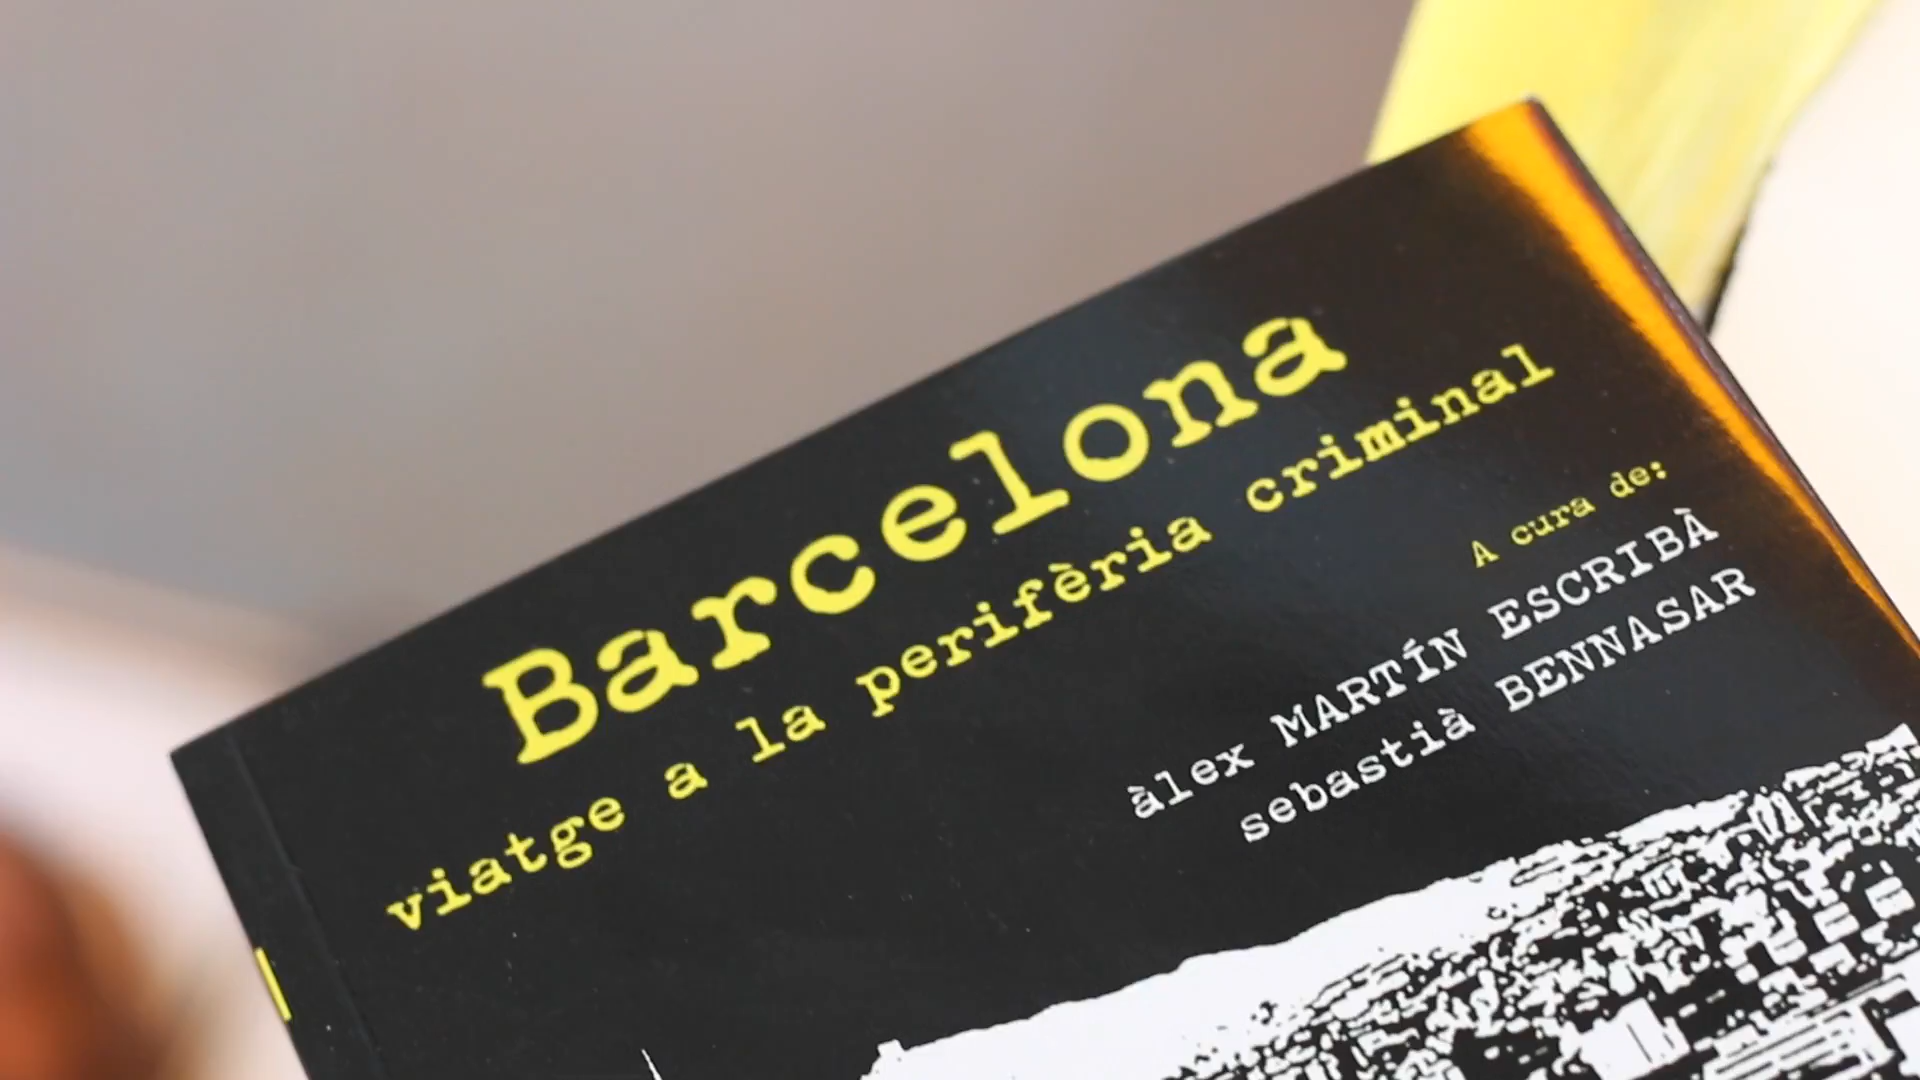 Barcelona
viatge a la perifèria criminal
A cura de:
àlex MARTÍN ESCRIBÀ
sebastià BENNASAR